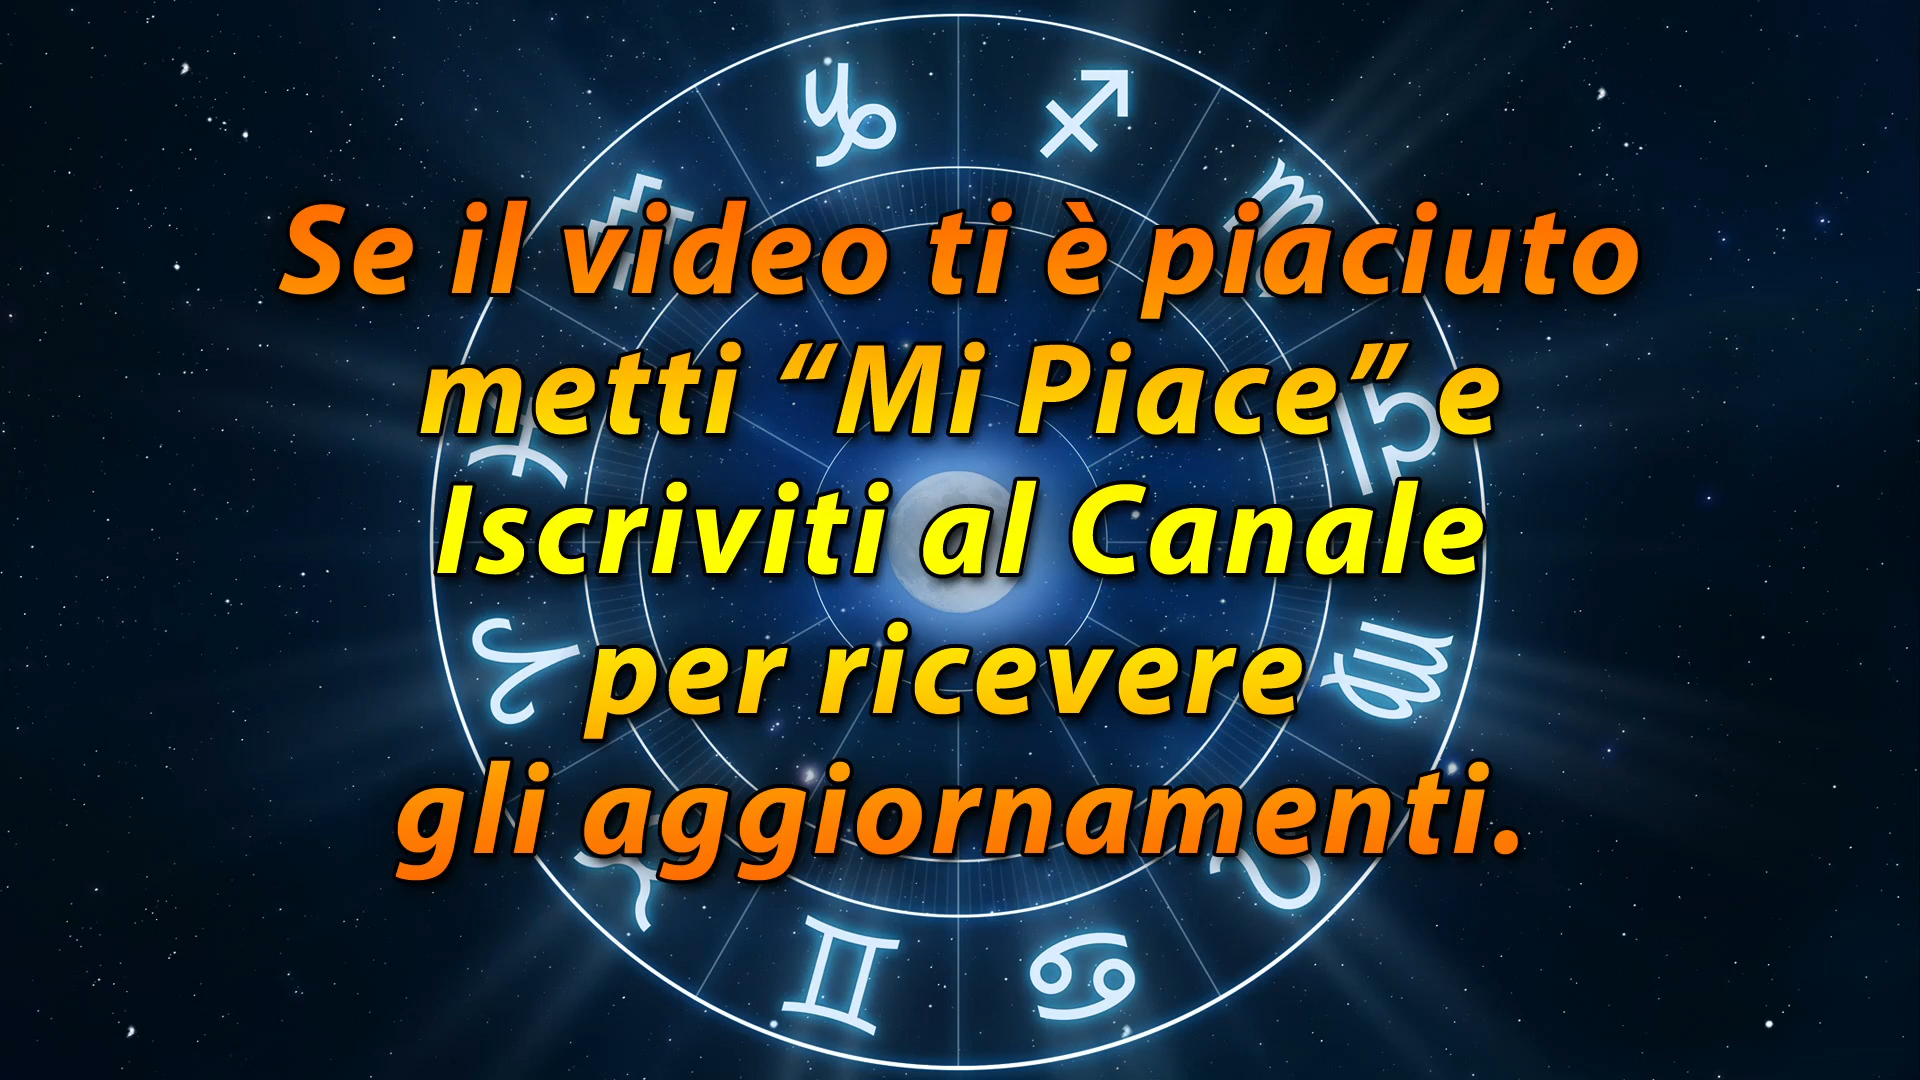 Se il video ti è piaciuto
metti “Mi Piace” e
Iscriviti al Canale
per ricevere
gli aggiornamenti.